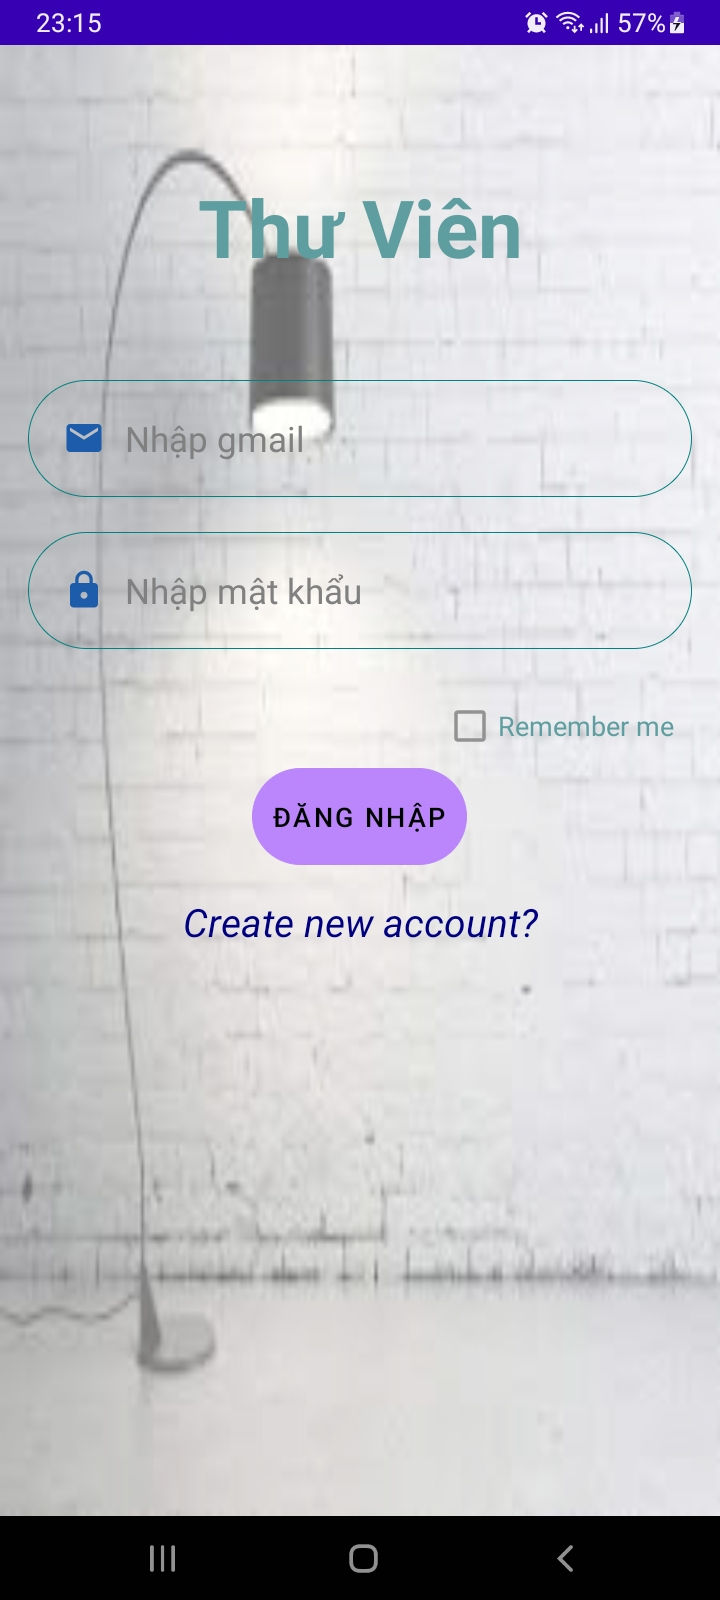 23:15 57%
Thư Viên
Nhập gmail
Nhập mật khẩu
Remember me
ĐĂNG NHẬP
Create new account?